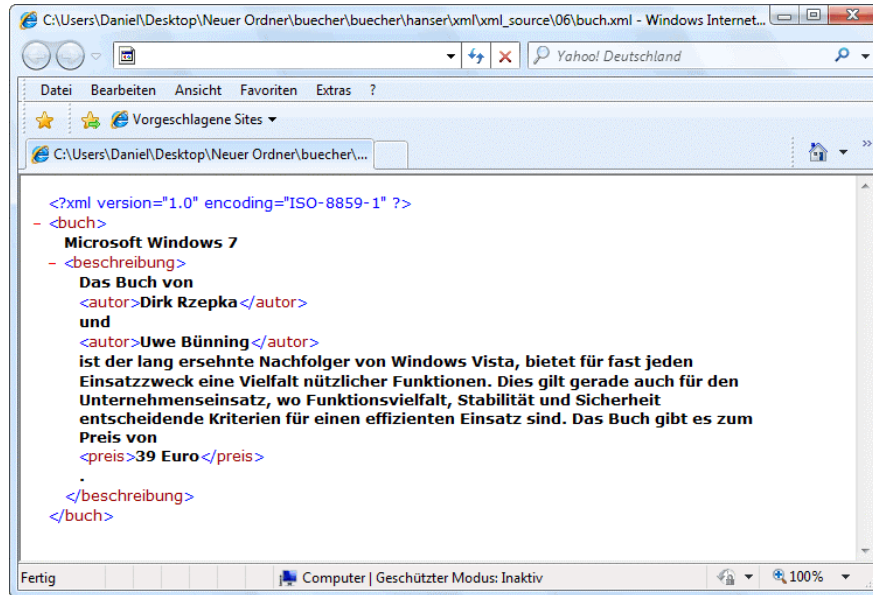 C:\Users\Daniel\Desktop\Neuer Ordner\buecher\buecher\hanser\xml\xml_source\06\buch.xml - Windows Internet...
Yahoo! Deutschland
Datei Bearbeiten Ansicht Favoriten Extras ?
Vorgeschlagene Sites
C:\Users\Daniel\Desktop\Neuer Ordner\buecher\...
<?xml version="1.0" encoding="ISO-8859-1" ?>
- <buch>
Microsoft Windows 7
- <beschreibung>
Das Buch von
<autor>Dirk Rzepka</autor>
und
<autor>Uwe Bünning</autor>
ist der lang ersehnte Nachfolger von Windows Vista, bietet für fast jeden
Einsatzzweck eine Vielfalt nützlicher Funktionen. Dies gilt gerade auch für den
Unternehmenseinsatz, wo Funktionsvielfalt, Stabilität und Sicherheit
entscheidende Kriterien für einen effizienten Einsatz sind. Das Buch gibt es zum
Preis von
<preis>39 Euro</preis>
.
</beschreibung>
</buch>
Fertig
Computer | Geschützter Modus: Inaktiv
100%